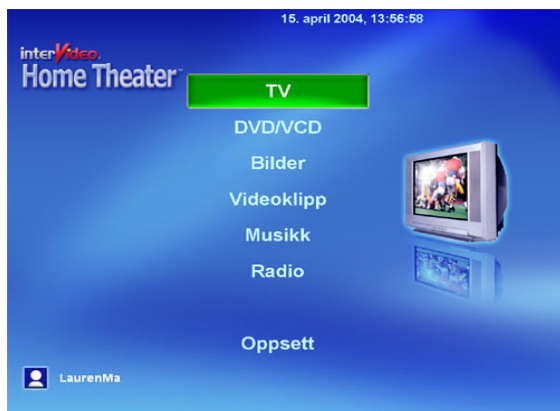 15. april 2004, 13:56:58
interVideo.
Home Theater
TV
DVD/VCD
Bilder
Videoklipp
Musikk
Radio
Oppsett
LaurenMa